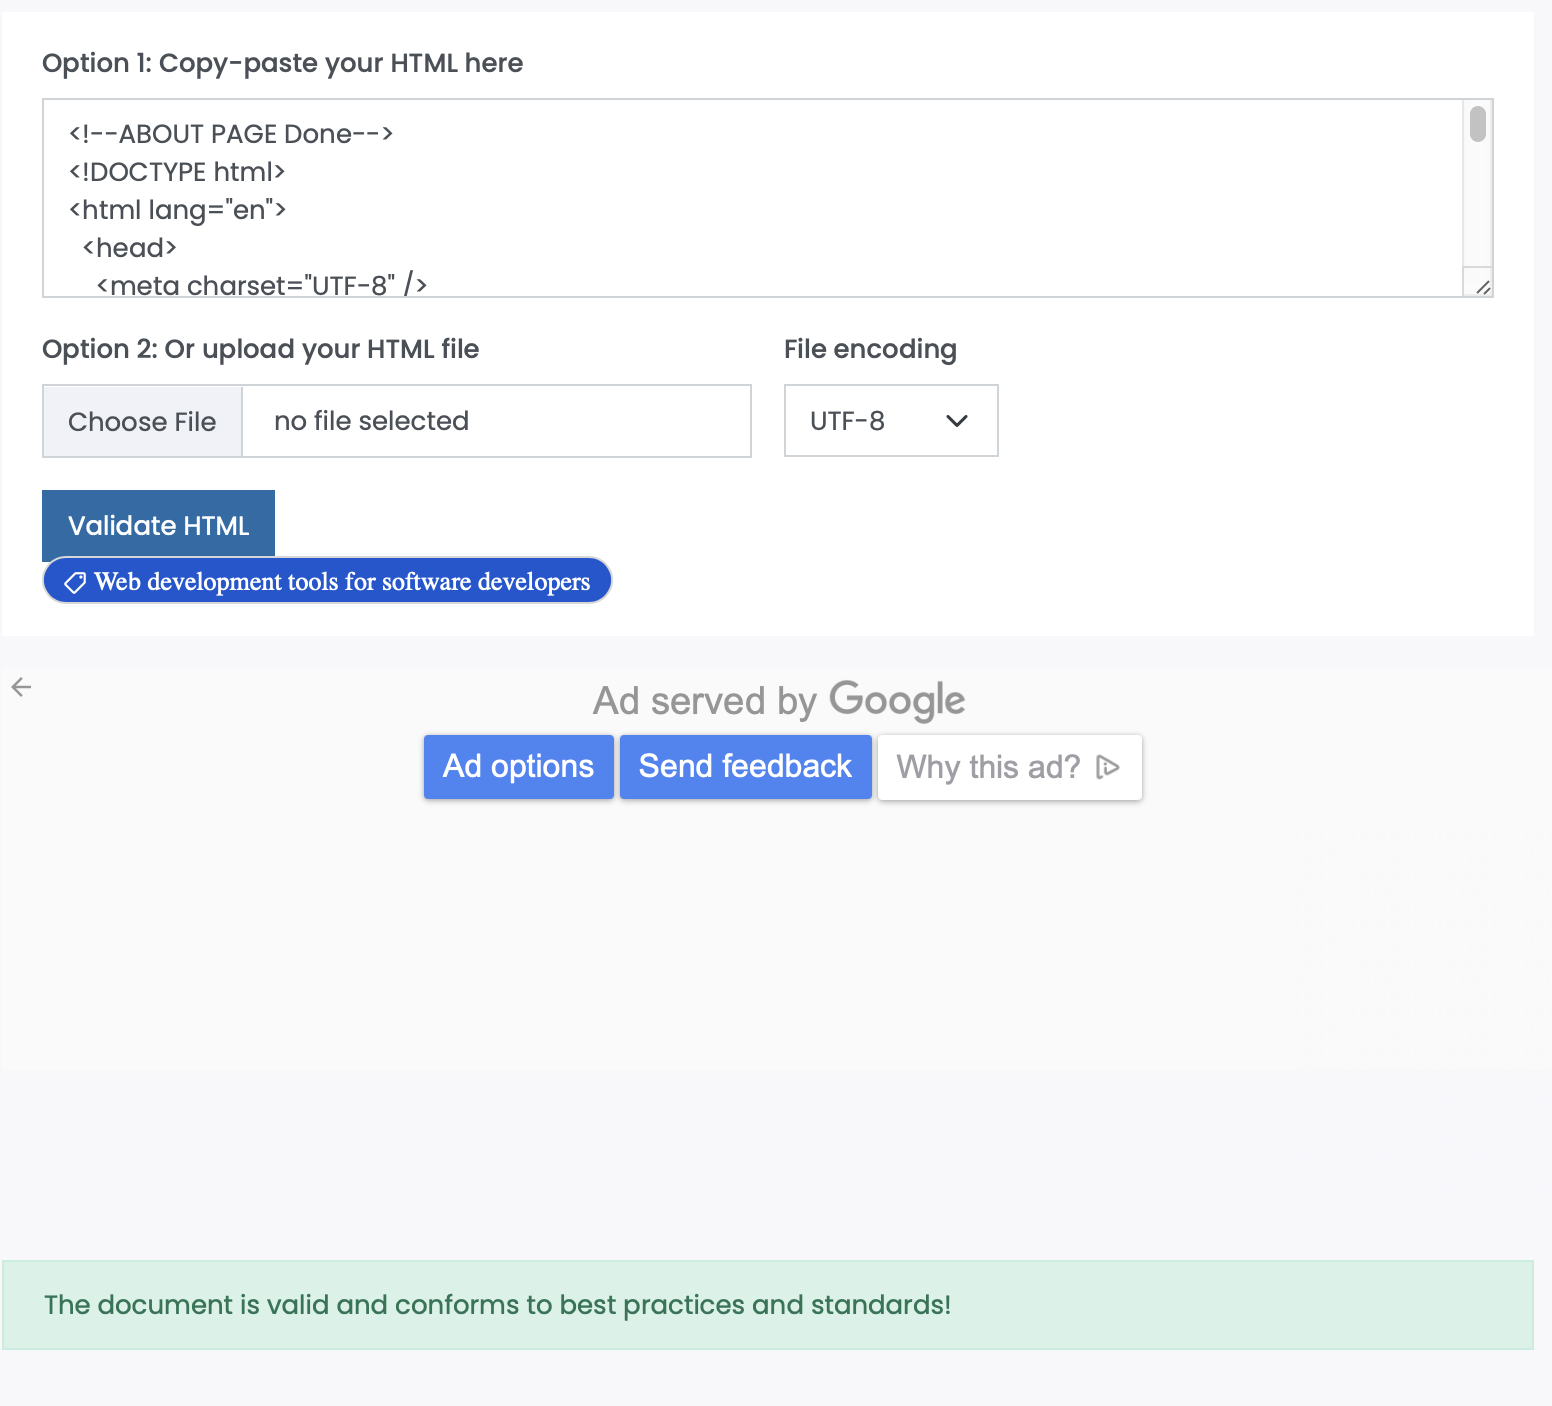 Option 1: Copy-paste your HTML here
<!--ABOUT PAGE Done-->
<!DOCTYPE html>
<html lang="en">
<head>
<meta charset="UTF-8" />
Option 2: Or upload your HTML file
File encoding
Choose File
no file selected
UTF-8
Validate HTML
Web development tools for software developers
Ad served by Google
Ad options
Send feedback
Why this ad?
The document is valid and conforms to best practices and standards!